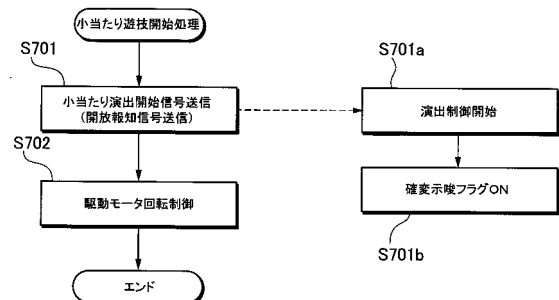 小当たり遊技開始処理
S701
小当たり演出開始信号送信
(開放報知信号送信)
S702
駆動モータ回転制御
エンド
S701a
演出制御開始
確変示唆フラグON
S701b